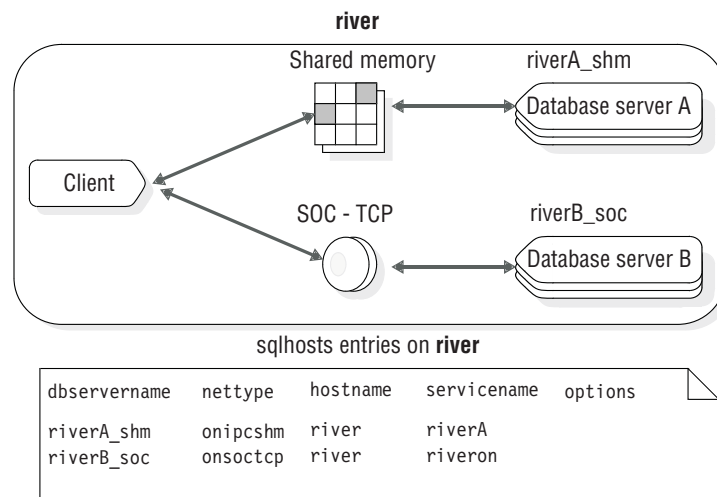 river
Shared memory
riverA_shm
Database server A
Client
SOC - TCP
riverB_soc
Database server B
sqlhosts entries on river
dbservername nettype hostname servicename options
riverA_shm onipcshm river riverA
riverB_soc onsoctcp river riveron